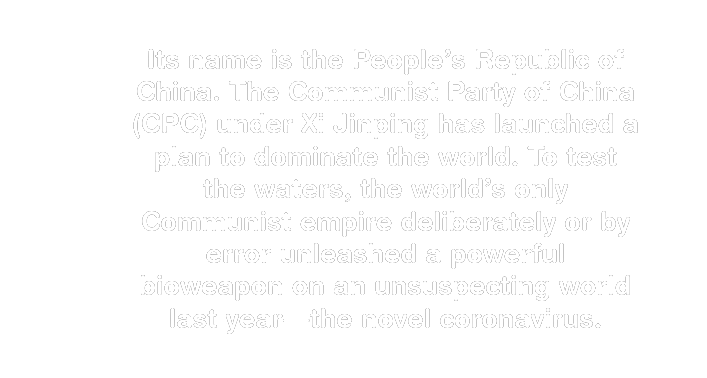 Its name is the People's Republic of
China. The Communist Party of China
(CPC) under Xi Jinping has launched a
plan to dominate the world. To test
the waters, the world's only
Communist empire deliberately or by
error unleashed a powerful
bioweapon on an unsuspecting world
last year—the novel coronavirus.